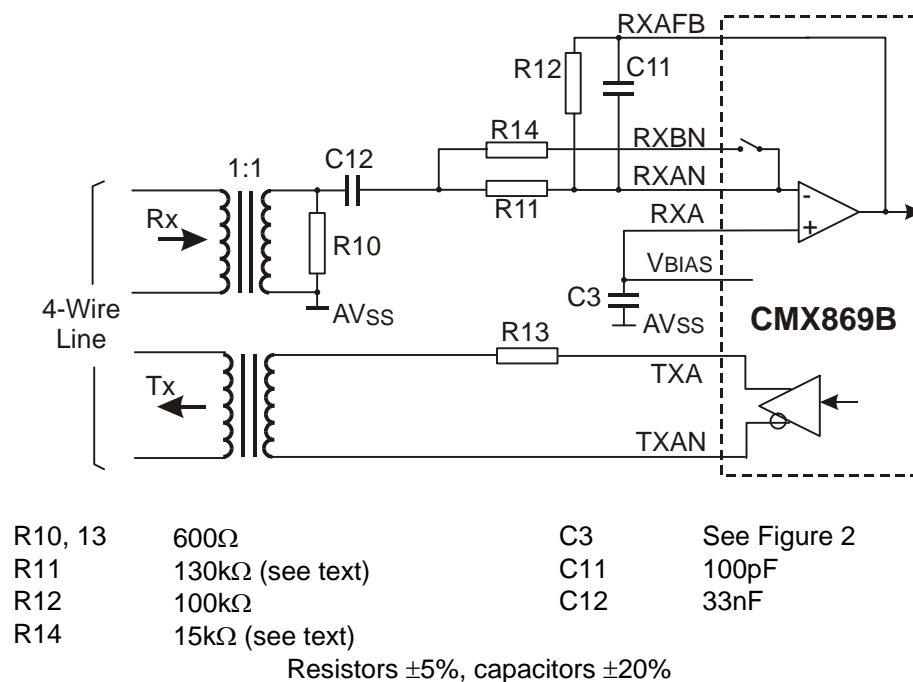 RXAFB
R12
C11
R14
RXBN
C12
1:1
RXAN
R11
Rx
RXA
-
+
R10
VBIAS
C3
4-Wire
Line
AVSS
AVSS
CMX869B
R13
Tx
TXA
TXAN
R10, 13 600Ω C3 See Figure 2
R11 130kΩ (see text) C11 100pF
R12 100kΩ C12 33nF
R14 15kΩ (see text)
Resistors ±5%, capacitors ±20%